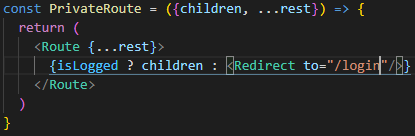 const PrivateRoute = ({children, ...rest}) => {
  return (
    <Route {...rest}>
      {isLogged ? children : <Redirect to="/login"/>}
    </Route>
  )
}